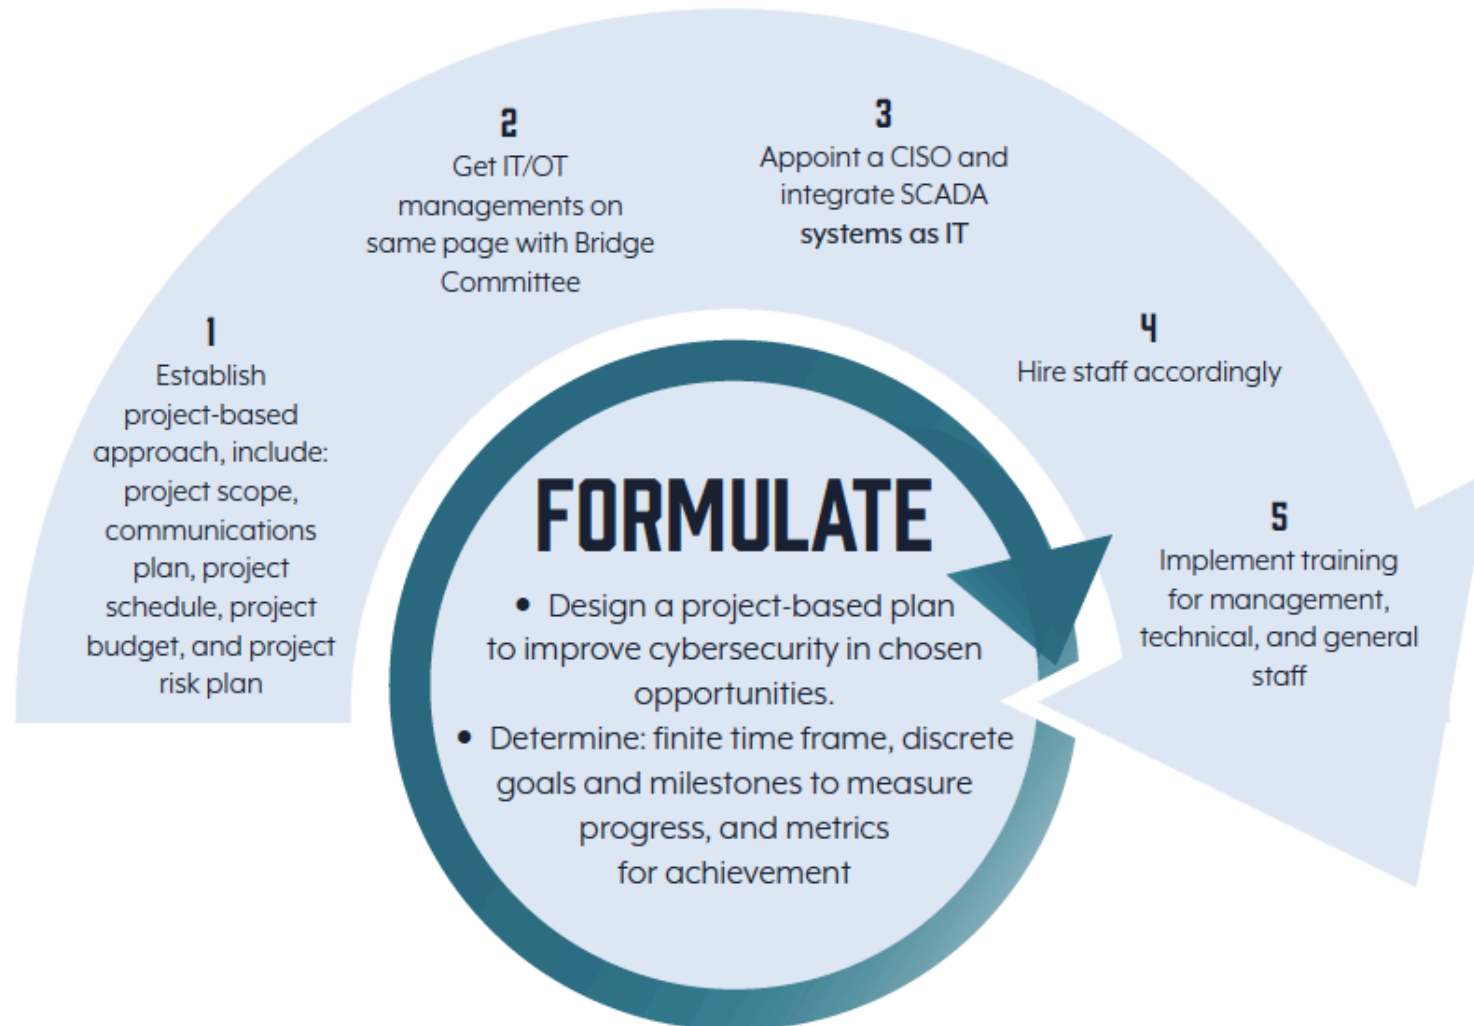 1
Establish
project-based
approach, include:
project scope,
communications
plan, project
schedule, project
budget, and project
risk plan
2
Get IT/OT
managements on
same page with Bridge
Committee
3
Appoint a CISO and
integrate SCADA
systems as IT
4
Hire staff accordingly
5
Implement training
for management,
technical, and general
staff
FORMULATE
• Design a project-based plan
to improve cybersecurity in chosen
opportunities.
• Determine: finite time frame, discrete
goals and milestones to measure
progress, and metrics
for achievement